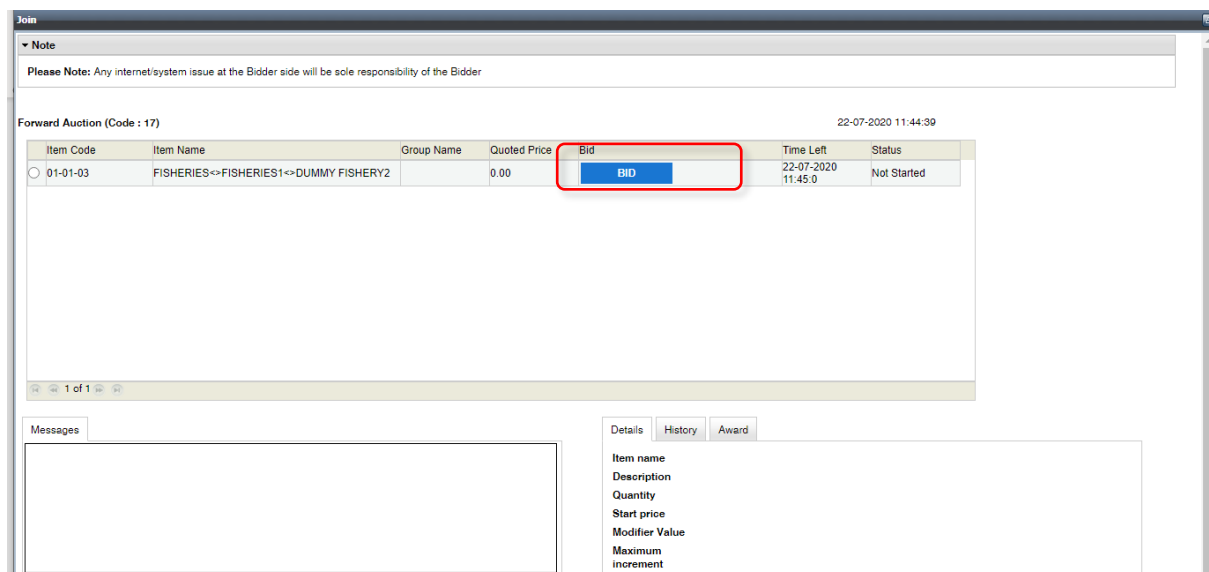 Join
Note
Please Note: Any internet/system issue at the Bidder side will be sole responsibility of the Bidder
Forward Auction (Code : 17)
22-07-2020 11:44:39
Item Code Item Name Group Name Quoted Price Bid Time Left Status
01-01-03 FISHERIES<>FISHERIES1<>DUMMY FISHERY2 0.00 BID 22-07-2020 Not Started
11:45:0
1 of 1
Messages
Details History Award
Item name
Description
Quantity
Start price
Modifier Value
Maximum
increment